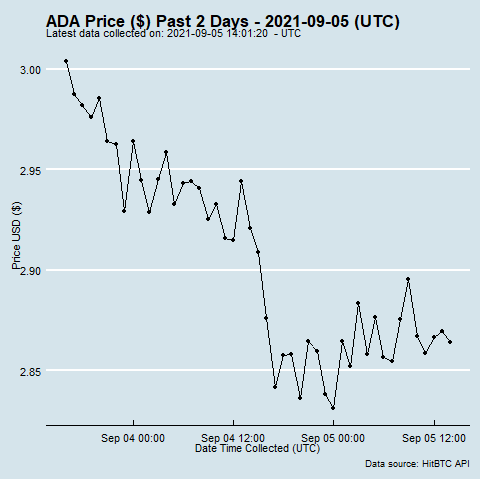 ADA Price ($) Past 2 Days - 2021-09-05 (UTC)
Latest data collected on: 2021-09-05 14:01:20  - UTC
3.00
2.95
2.90
2.85
Price USD ($)
Sep 04 00:00
Sep 04 12:00
Sep 05 00:00
Sep 05 12:00
Date Time Collected (UTC)
Data source: HitBTC API